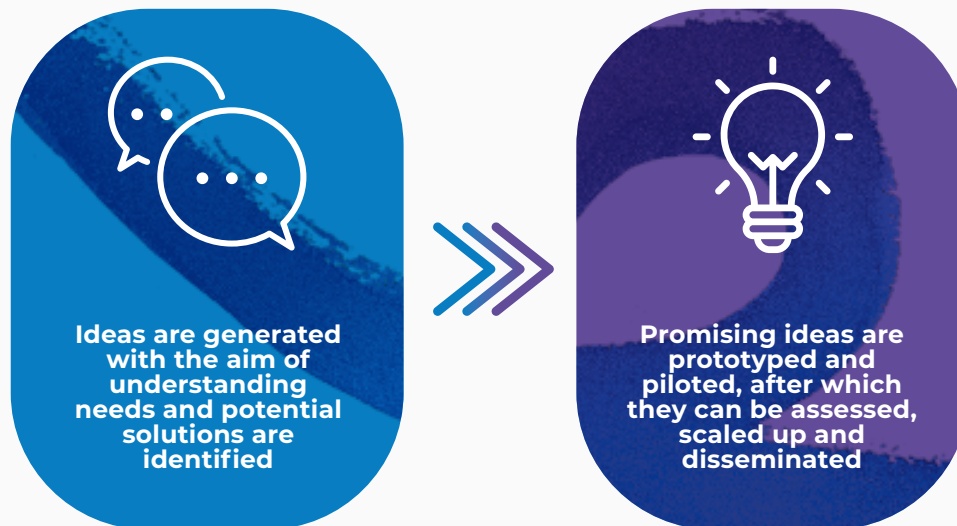 Ideas are generated
with the aim of
understanding
needs and potential
solutions are
identified
Promising ideas are
prototyped and
piloted, after which
they can be assessed,
scaled up and
disseminated